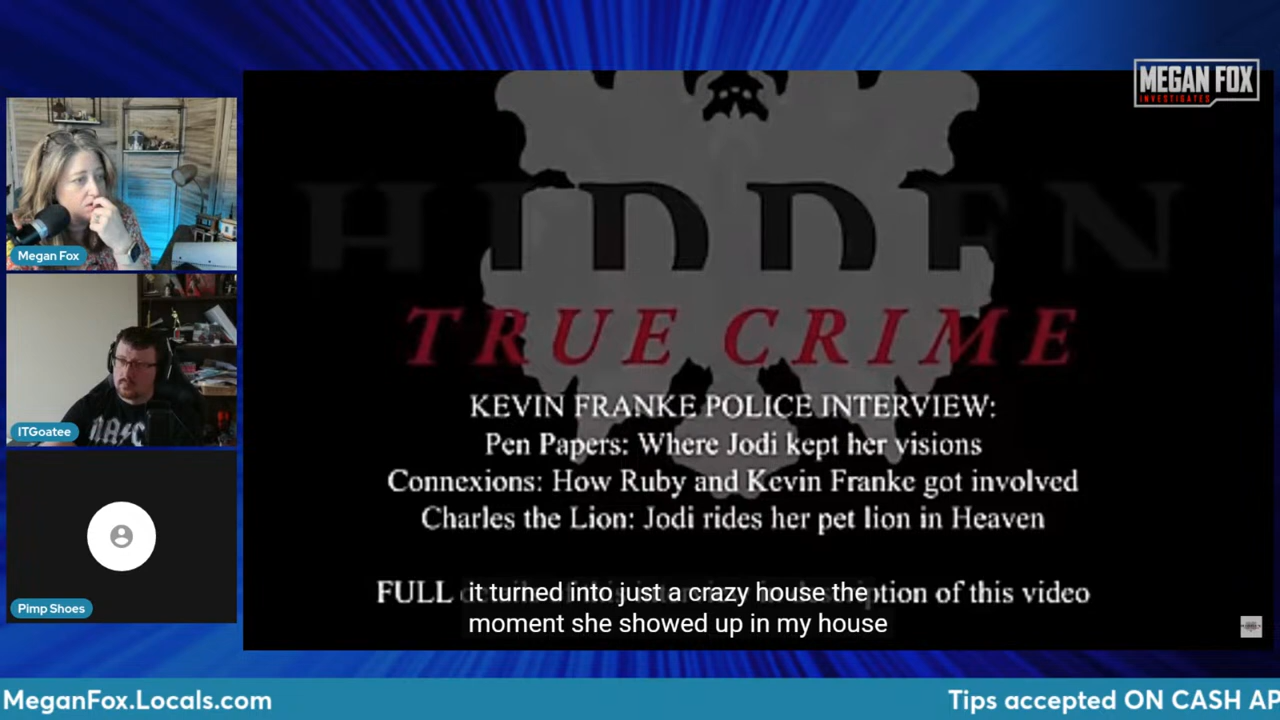 MEGAN FOX
INVESTIGATES
Megan Fox
ITGoatee
Pimp Shoes
HIDDEN
TRUE CRIME
KEVIN FRANKE POLICE INTERVIEW:
Pen Papers: Where Jodi kept her visions
Connexions: How Ruby and Kevin Franke got involved
Charles the Lion: Jodi rides her pet lion in Heaven
FULL tion of this video
it turned into just a crazy house the
moment she showed up in my house
MeganFox.Locals.com
Tips accepted ON CASH AP